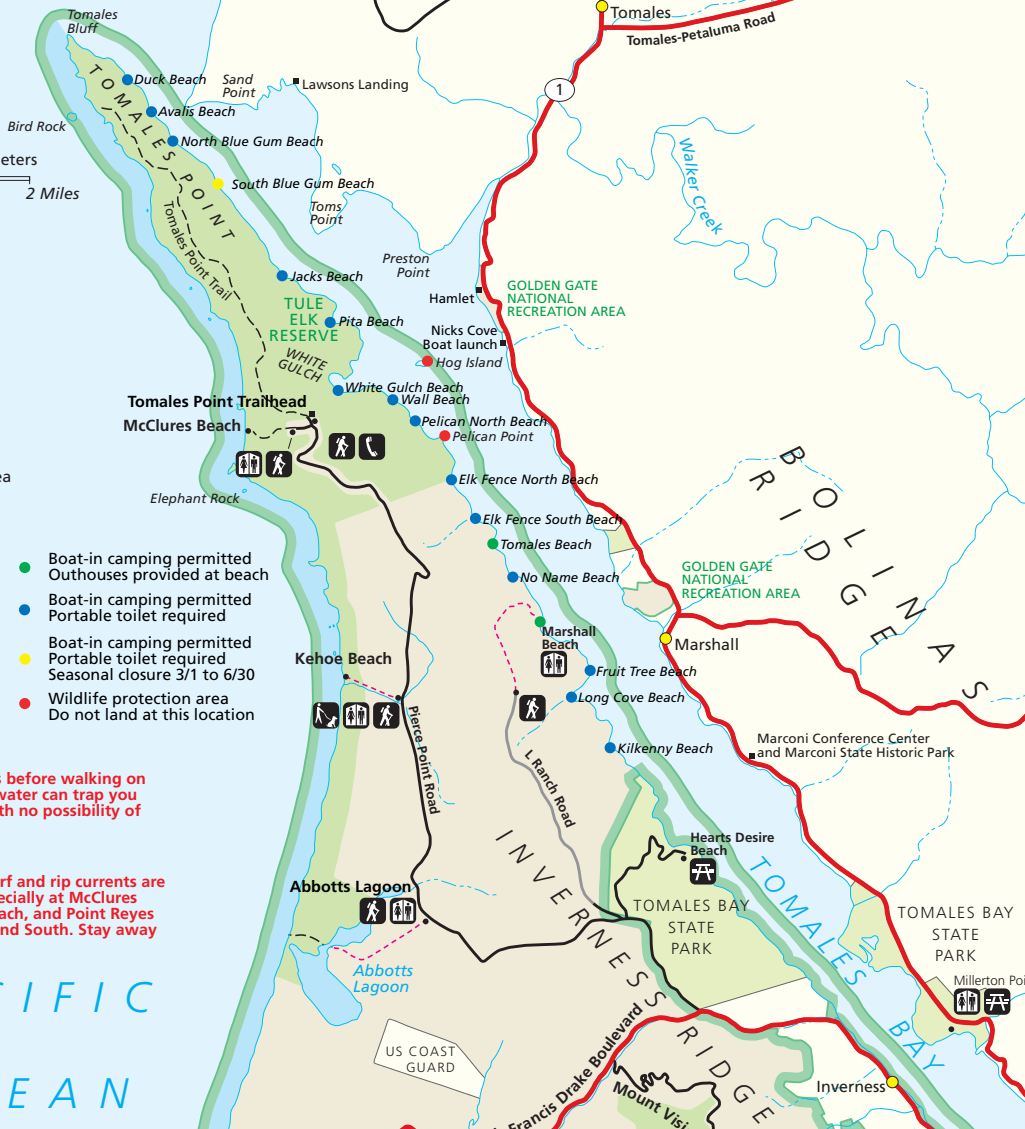 Tomales
Bluff
Tomales
Tomales-Petaluma Road
1
Duck Beach
Sand
Point
Lawsons Landing
Avalis Beach
Bird Rock
North Blue Gum Beach
eters
2 Miles
South Blue Gum Beach
TOMALES POINT
Tomales Point Trail
Toms
Point
Walker Creek
Preston
Point
Jacks Beach
Hamlet
GOLDEN GATE
NATIONAL
RECREATION AREA
TULE
ELK
RESERVE
Pita Beach
Nicks Cove
Boat launch
Hog Island
WHITE
GULCH
White Gulch Beach
Wall Beach
Tomales Point Trailhead
McClures Beach
Pelican North Beach
Pelican Point
Elk Fence North Beach
Elephant Rock
ea
BOLINAS
RIDGE
Elk Fence South Beach
Tomales Beach
No Name Beach
GOLDEN GATE
NATIONAL
RECREATION AREA
Boat-in camping permitted
Outhouses provided at beach
Boat-in camping permitted
Portable toilet required
Boat-in camping permitted
Portable toilet required
Seasonal closure 3/1 to 6/30
Wildlife protection area
Do not land at this location
Marshall
Beach
Marshall
Kehoe Beach
Fruit Tree Beach
Long Cove Beach
Pierce Point Road
L Ranch Road
Kilkenny Beach
Marconi Conference Center
and Marconi State Historic Park
s before walking on
water can trap you
th no possibility of
Hearts Desire
Beach
INVERNESS RIDGE
TOMALES BAY
rf and rip currents are
ecially at McClures
ach, and Point Reyes
nd South. Stay away
Abbotts Lagoon
TOMALES BAY
STATE
PARK
TOMALES BAY
STATE
PARK
Abbotts
Lagoon
Millerton Poi
CIFIC
EAN
US COAST
GUARD
Francis Drake Boulevard
Mount Visi
Inverness